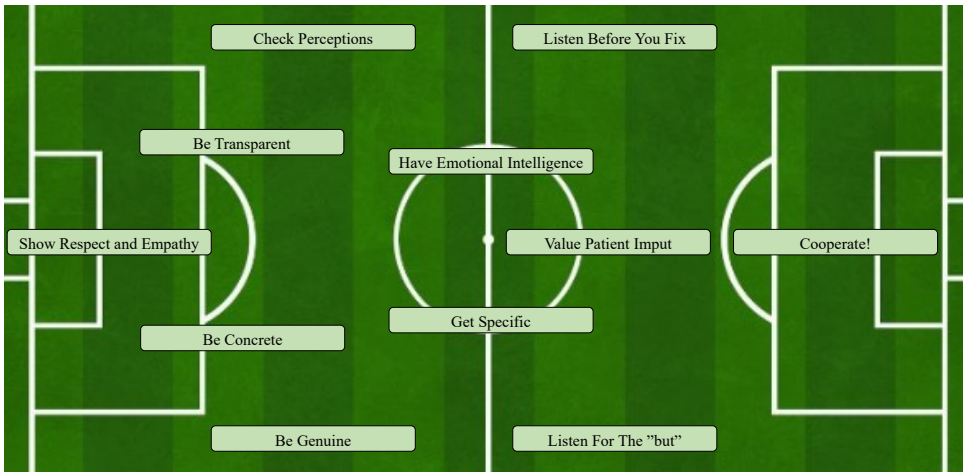 Check Perceptions
Listen Before You Fix
Be Transparent
Have Emotional Intelligence
Show Respect and Empathy
Value Patient Imput
Cooperate!
Get Specific
Be Concrete
Be Genuine
Listen For The ”but”